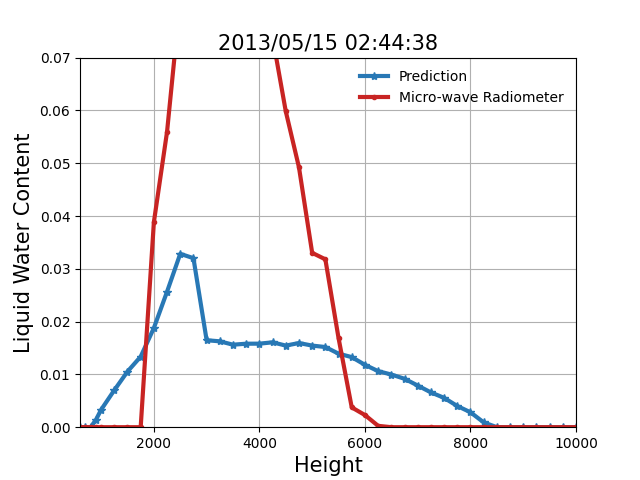 2013/05/15 02:44:38
Prediction
Micro-wave Radiometer
Liquid Water Content
0.07
0.06
0.05
0.04
0.03
0.02
0.01
0.00
2000 4000 6000 8000 10000
Height